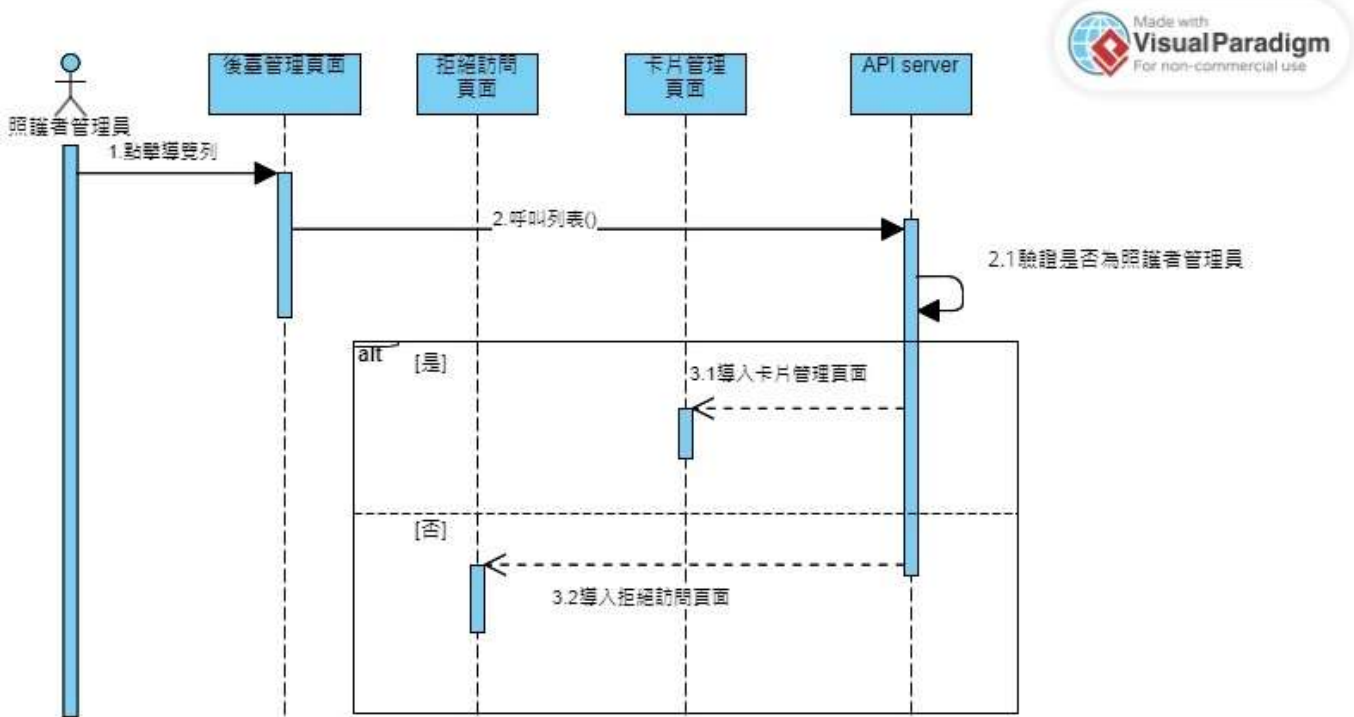 Made with
Visual Paradigm
For non-commercial use
後臺管理頁面
拒絕訪問
頁面
卡片管理
頁面
API server
照護者管理員
1.點擊導覽列
2.呼叫列表()
2.1驗證是否為照護者管理員
alt
[是]
3.1導入卡片管理頁面
[否]
3.2導入拒絕訪問頁面